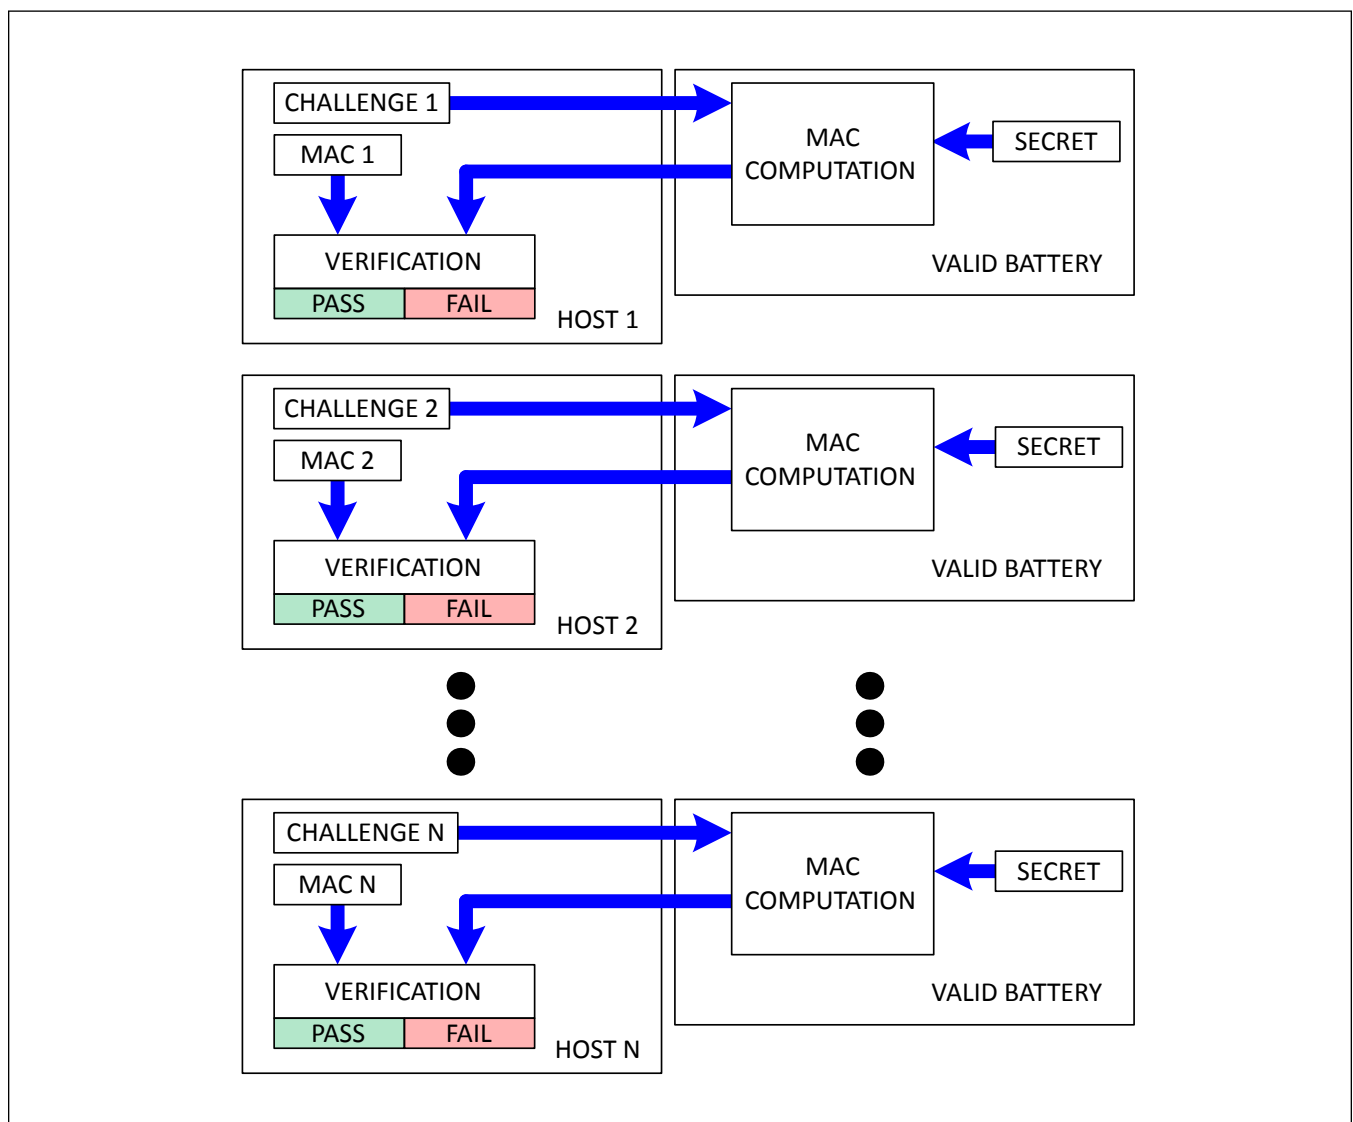 CHALLENGE 1
MAC 1
VERIFICATION
PASS FAIL
HOST 1
MAC
COMPUTATION
SECRET
VALID BATTERY
CHALLENGE 2
MAC 2
VERIFICATION
PASS FAIL
HOST 2
MAC
COMPUTATION
SECRET
VALID BATTERY
CHALLENGE N
MAC N
VERIFICATION
PASS FAIL
HOST N
MAC
COMPUTATION
SECRET
VALID BATTERY